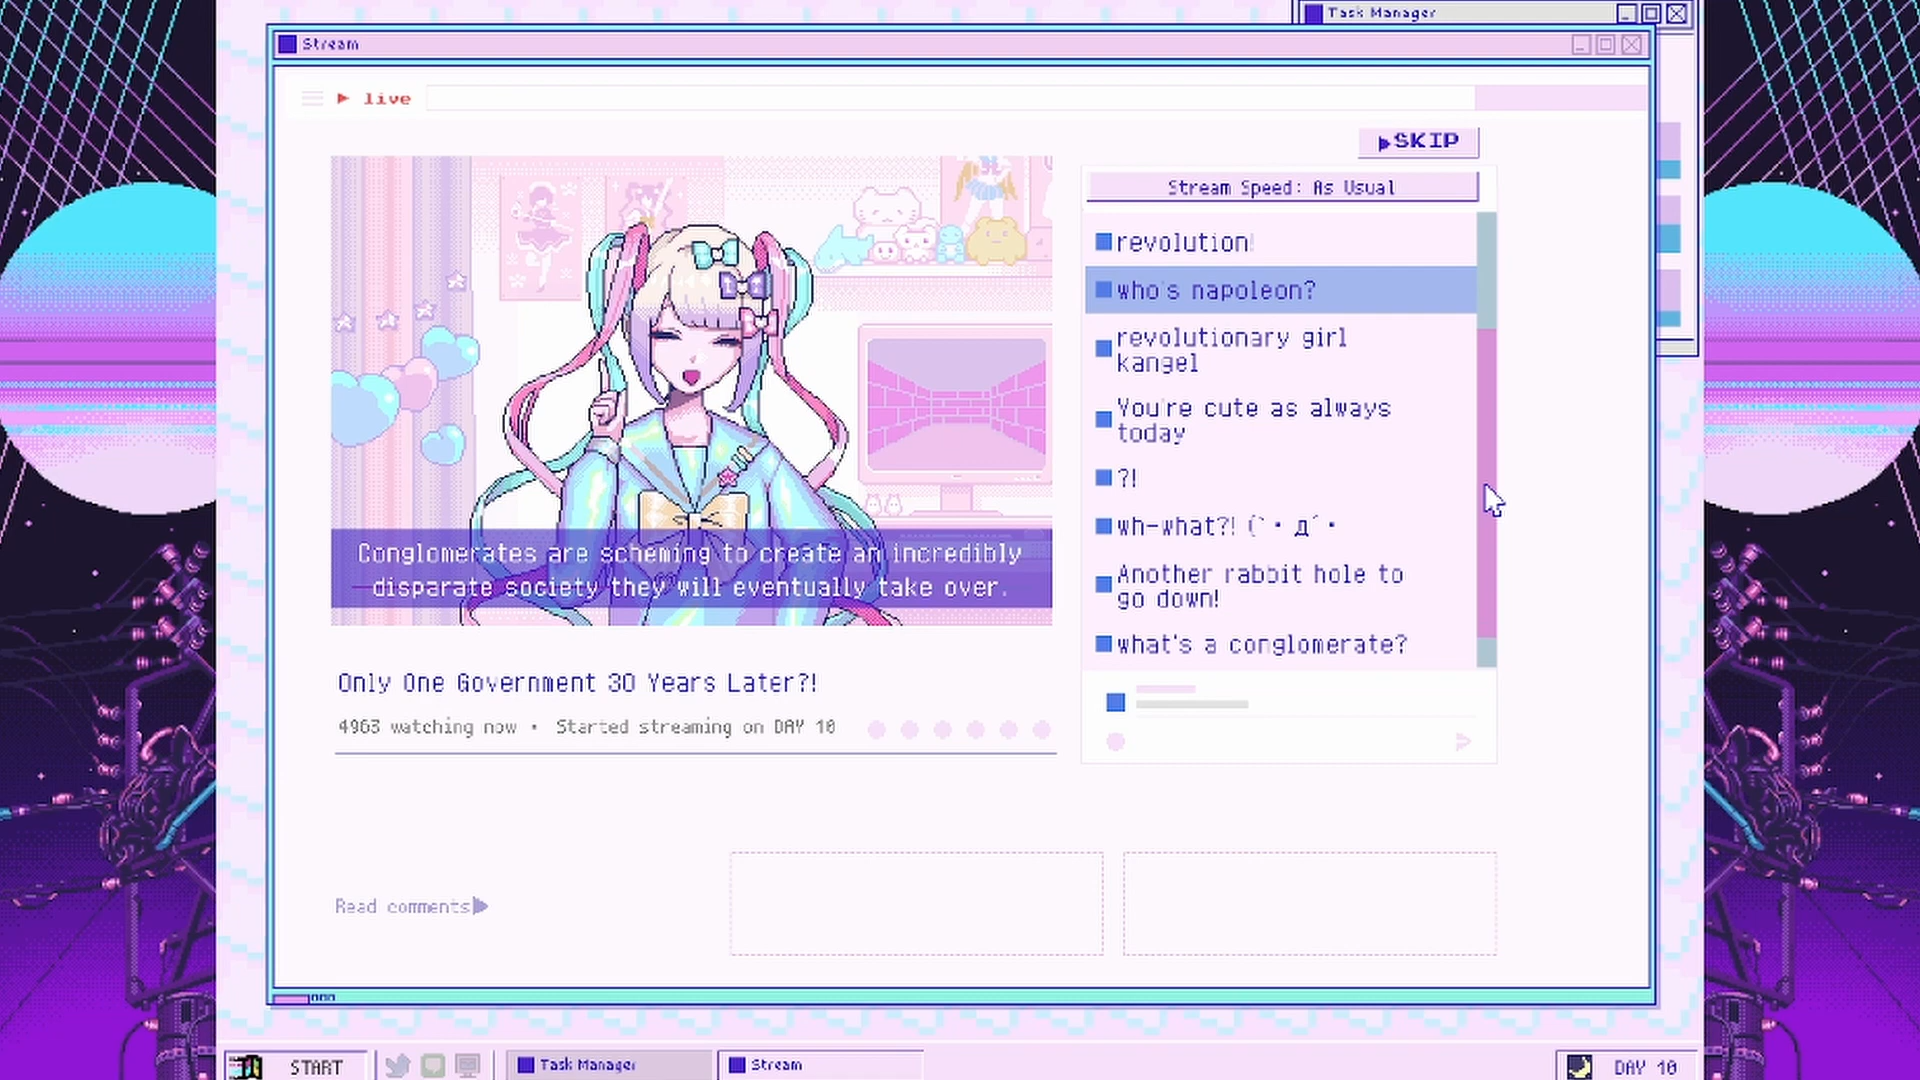 Task Manager
Stream
live
SKIP
Stream Speed: As Usual
revolution!
who's napoleon?
revolutionary girl
kangel
You're cute as always
today
?!
wh-what?! (`・д´・
Another rabbit hole to
go down!
what's a conglomerate?
Conglomerates are scheming to create an incredibly
disparate society they will eventually take over.
Only One Government 30 Years Later?!
4963 watching now • Started streaming on DAY 10
Read comments
START
Task Manager
Stream
DAY 10